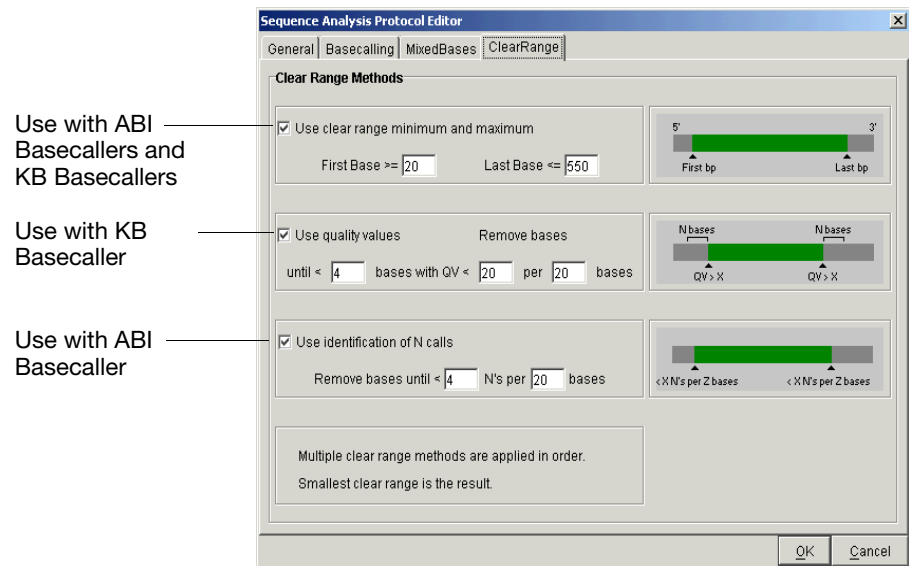 Sequence Analysis Protocol Editor
General Basecalling MixedBases ClearRange
Clear Range Methods
Use with ABI
Basecallers and
KB Basecallers
Use clear range minimum and maximum
First Base >= 20 Last Base <= 550
5' 3'
First bp Last bp
Use with KB
Basecaller
Use quality values Remove bases
until < 4 bases with QV < 20 per 20 bases
N bases N bases
QV > X QV > X
Use with ABI
Basecaller
Use identification of N calls
Remove bases until < 4 N's per 20 bases
< X N's per Z bases < X N's per Z bases
Multiple clear range methods are applied in order.
Smallest clear range is the result.
OK Cancel